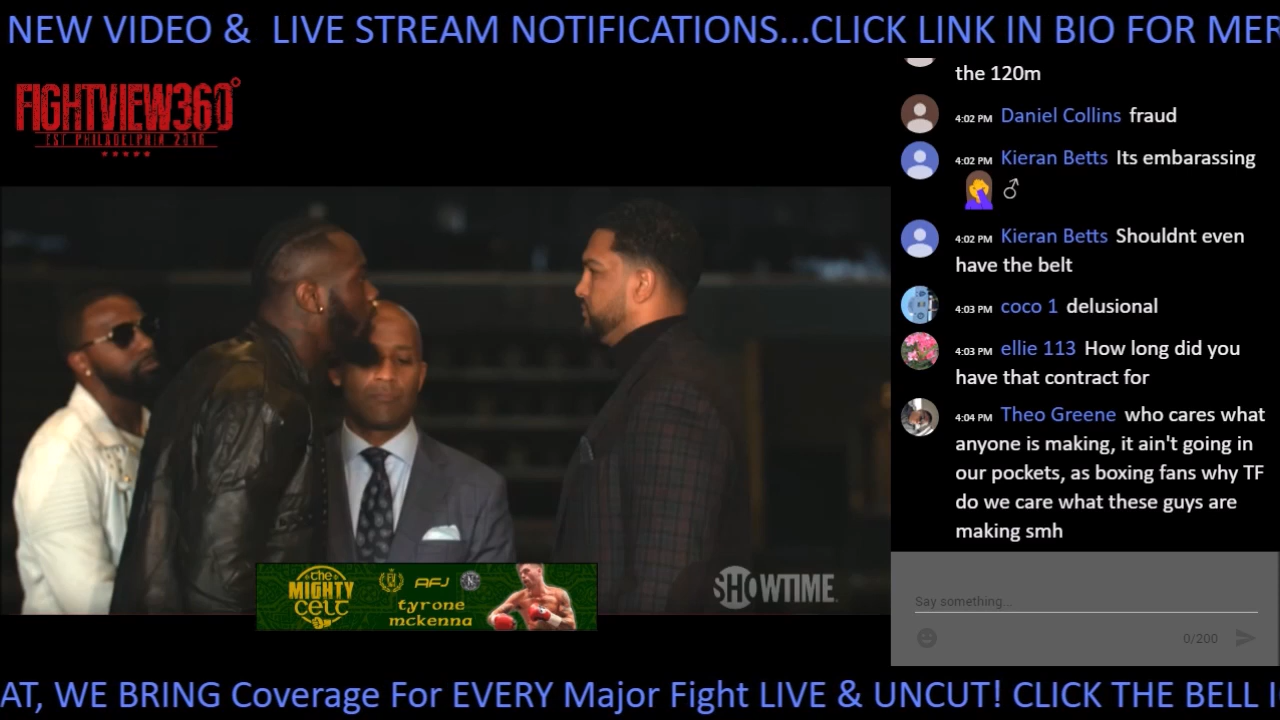 NEW VIDEO & LIVE STREAM NOTIFICATIONS...CLICK LINK IN BIO FOR MER
FIGHTVIEW360°
EST PHILADELPHIA 2016
the 120m
4:02 PM Daniel Collins fraud
4:02 PM Kieran Betts Its embarassing
🤦 ♂
4:02 PM Kieran Betts Shouldnt even
have the belt
4:03 PM coco 1 delusional
4:03 PM ellie 113 How long did you
have that contract for
4:04 PM Theo Greene who cares what
anyone is making, it ain't going in
our pockets, as boxing fans why TF
do we care what these guys are
making smh
the
MIGHTY
CELT
AFJ
tyrone
mckenna
SHOWTIME
Say something...
0/200
AT, WE BRING Coverage For EVERY Major Fight LIVE & UNCUT! CLICK THE BELL I